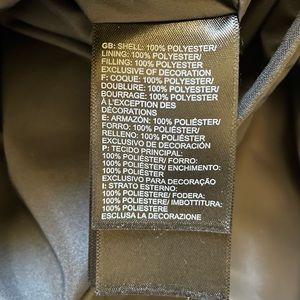 GB: SHELL: 100% POLYESTER/
LINING: 100% POLYESTER/
FILLING: 100% POLYESTER
EXCLUSIVE OF DECORATION
F: COQUE: 100% POLYESTER/
DOUBLURE: 100% POLYESTER/
BOURRAGE: 100% POLYESTER
À L'EXCEPTION DES
DÉCORATIONS
E: ARMAZÓN: 100% POLIÉSTER/
FORRO: 100% POLIÉSTER/
RELLENO: 100% POLIÉSTER
EXCLUSIVO DE DECORACIÓN
P: TECIDO PRINCIPAL:
100% POLIÉSTER/ FORRO:
100% POLIÉSTER/ ENCHIMENTO:
100% POLIÉSTER
EXCLUSIVO PARA DECORAÇÃO
I: STRATO ESTERNO:
100% POLIESTERE/ FODERA:
100% POLIESTERE/ IMBOTTITURA:
100% POLIESTERE
ESCLUSA LA DECORAZIONE